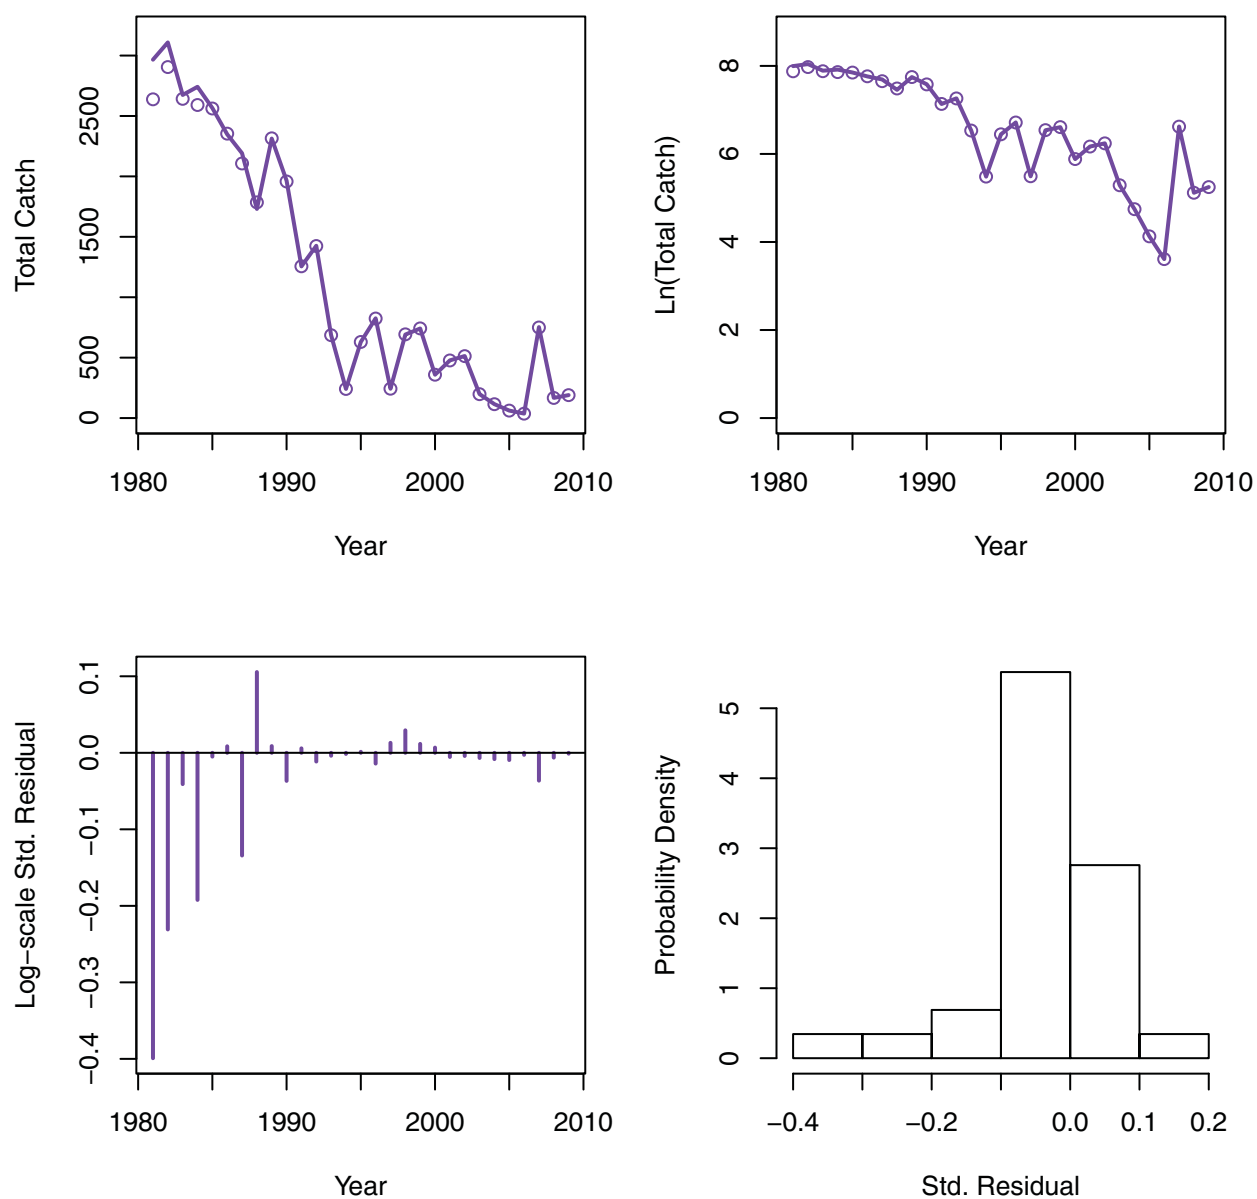 Total Catch
2500
1500
500
0
1980 1990 2000 2010
Year
Ln(Total Catch)
8
6
4
2
0
1980 1990 2000 2010
Year
Log−scale Std. Residual
0.1
0.0
−0.1
−0.2
−0.3
−0.4
1980 1990 2000 2010
Year
Probability Density
5
4
3
2
1
0
−0.4 −0.2 0.0 0.1 0.2
Std. Residual